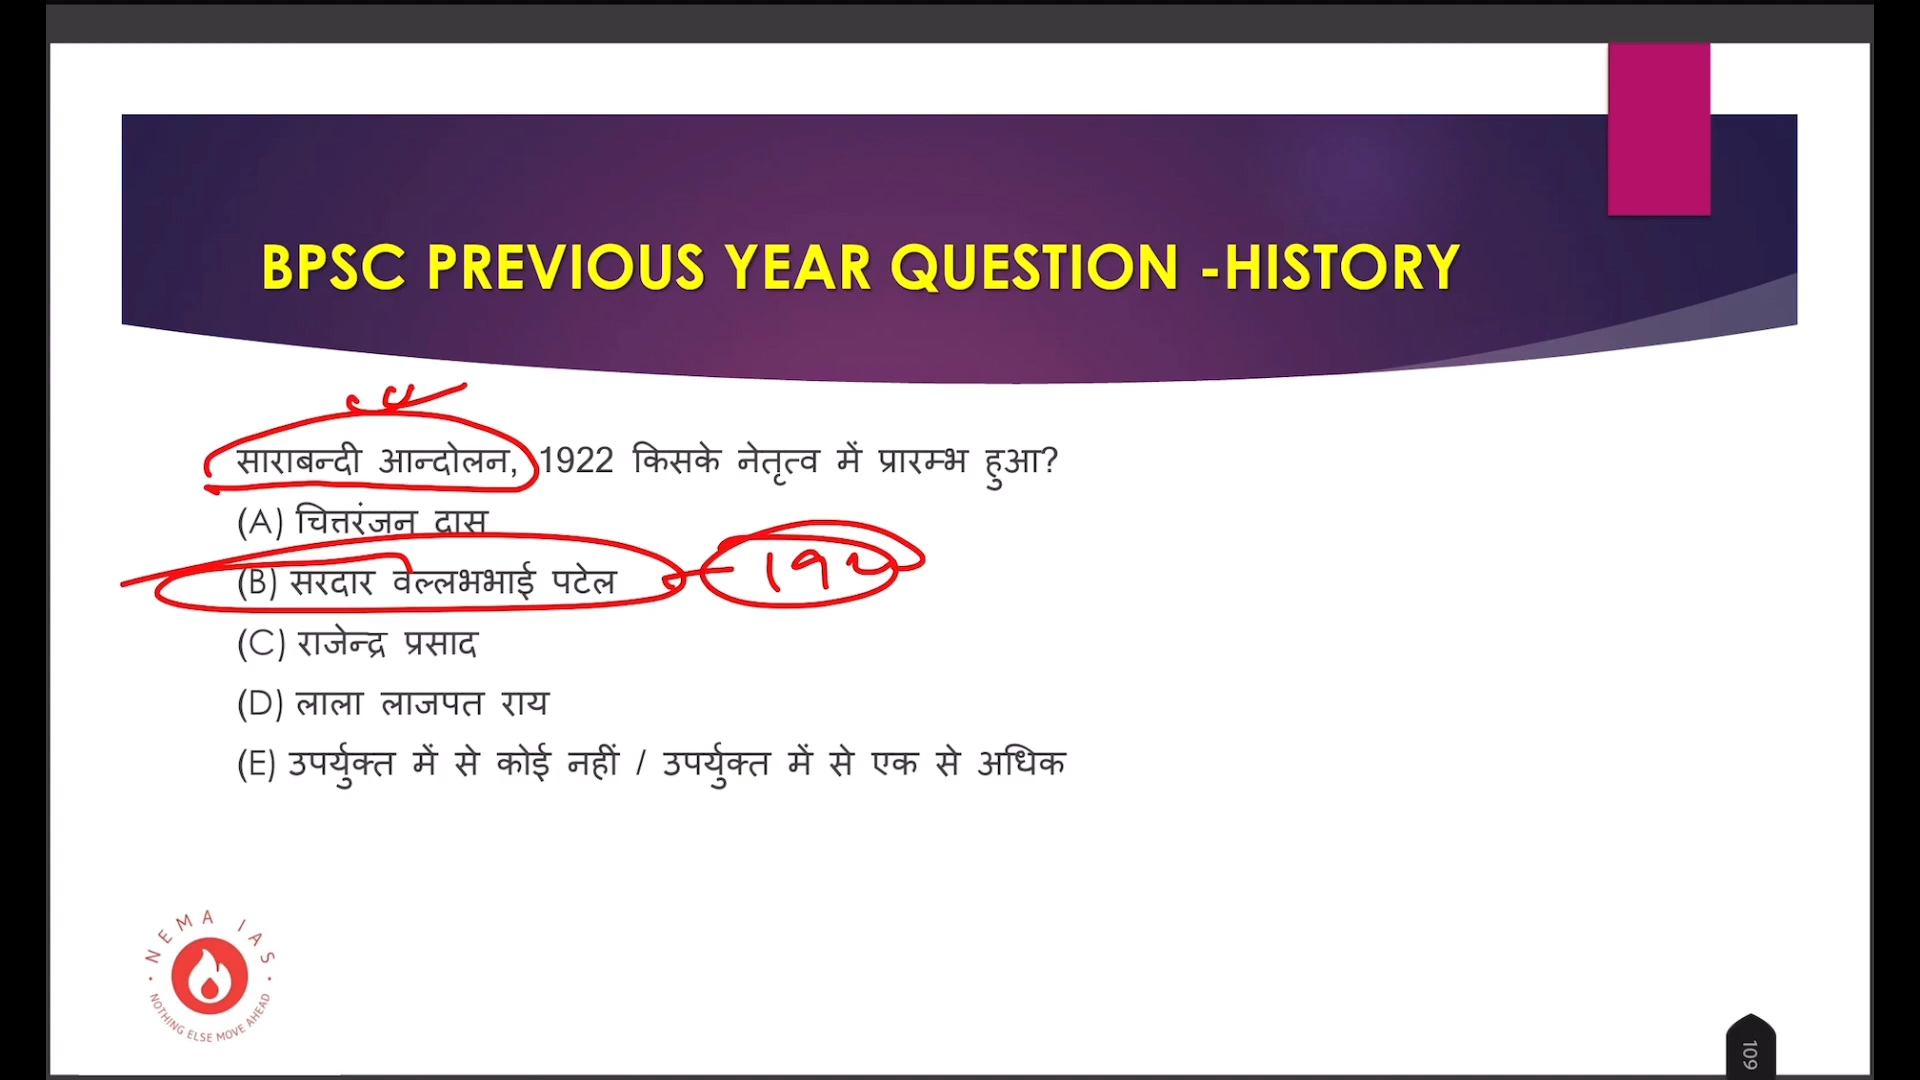 BPSC PREVIOUS YEAR QUESTION -HISTORY
साराबन्दी आन्दोलन, 1922 किसके नेतृत्व में प्रारम्भ हुआ?
(A) चित्तरंजन दास
(B) सरदार वल्लभभाई पटेल
(C) राजेन्द्र प्रसाद
(D) लाला लाजपत राय
(E) उपर्युक्त में से कोई नहीं / उपर्युक्त में से एक से अधिक
NEMA IAS
NOTHING ELSE MOVE AHEAD
109